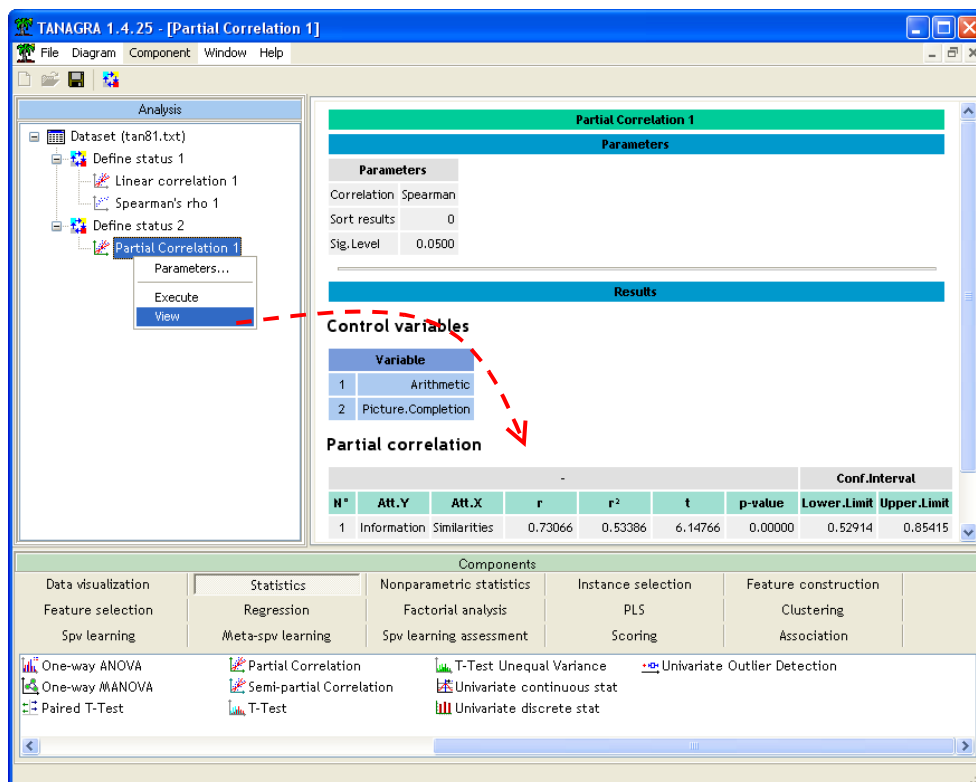 TANAGRA 1.4.25 - [Partial Correlation 1]
File Diagram Component Window Help
Analysis
Dataset (tan81.txt)
Define status 1
Linear correlation 1
Spearman's rho 1
Define status 2
Partial Correlation 1
Parameters...
Execute
View
Partial Correlation 1
Parameters
Parameters
Correlation Spearman
Sort results 0
Sig.Level 0.0500
Results
Control variables
Variable
1 Arithmetic
2 Picture.Completion
Partial correlation
- Conf.Interval
N° Att.Y Att.X r r² t p-value Lower.Limit Upper.Limit
1 Information Similarities 0.73066 0.53386 6.14766 0.00000 0.52914 0.85415
Components
Data visualization Statistics Nonparametric statistics Instance selection Feature construction
Feature selection Regression Factorial analysis PLS Clustering
Spv learning Meta-spv learning Spv learning assessment Scoring Association
One-way ANOVA Partial Correlation T-Test Unequal Variance Univariate Outlier Detection
One-way MANOVA Semi-partial Correlation Univariate continuous stat
Paired T-Test T-Test Univariate discrete stat